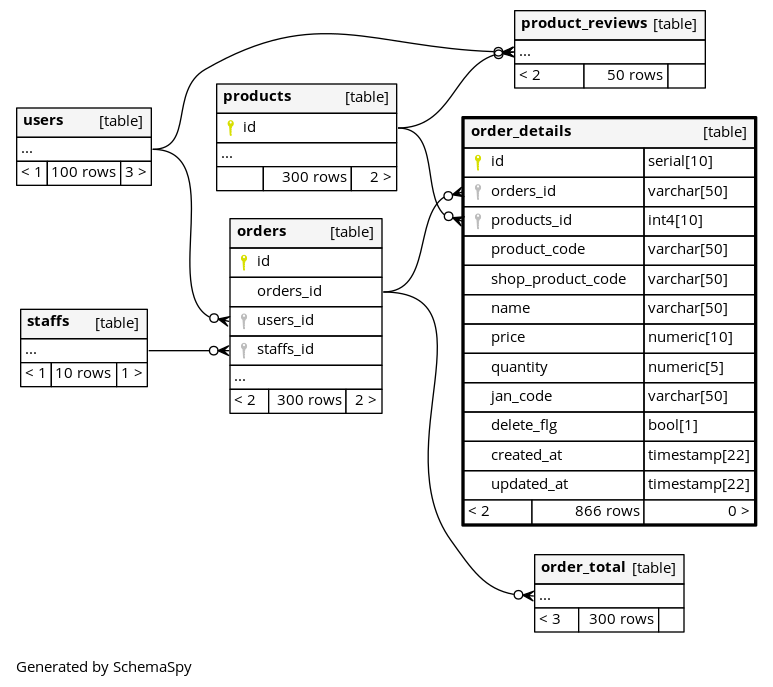 product_reviews [table]
...
< 2 50 rows
users [table]
...
< 1 100 rows 3 >
products [table]
id
...
300 rows 2 >
order_details [table]
id serial[10]
orders_id varchar[50]
products_id int4[10]
product_code varchar[50]
shop_product_code varchar[50]
name varchar[50]
price numeric[10]
quantity numeric[5]
jan_code varchar[50]
delete_flg bool[1]
created_at timestamp[22]
updated_at timestamp[22]
< 2 866 rows 0 >
orders [table]
id
orders_id
users_id
staffs_id
...
< 2 300 rows 2 >
staffs [table]
...
< 1 10 rows 1 >
order_total [table]
...
< 3 300 rows
Generated by SchemaSpy